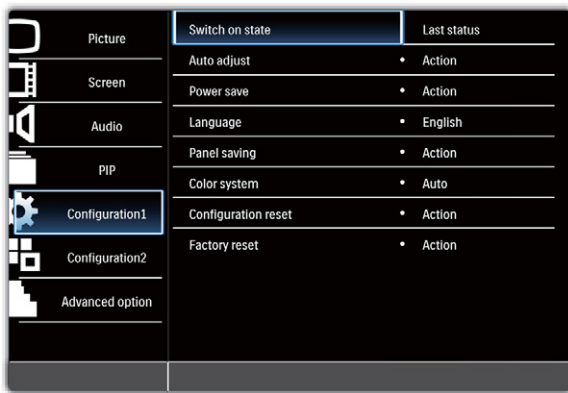 Picture
Screen
Audio
PIP
Configuration1
Configuration2
Advanced option
Switch on state Last status
Auto adjust • Action
Power save • Action
Language • English
Panel saving • Action
Color system • Auto
Configuration reset • Action
Factory reset • Action